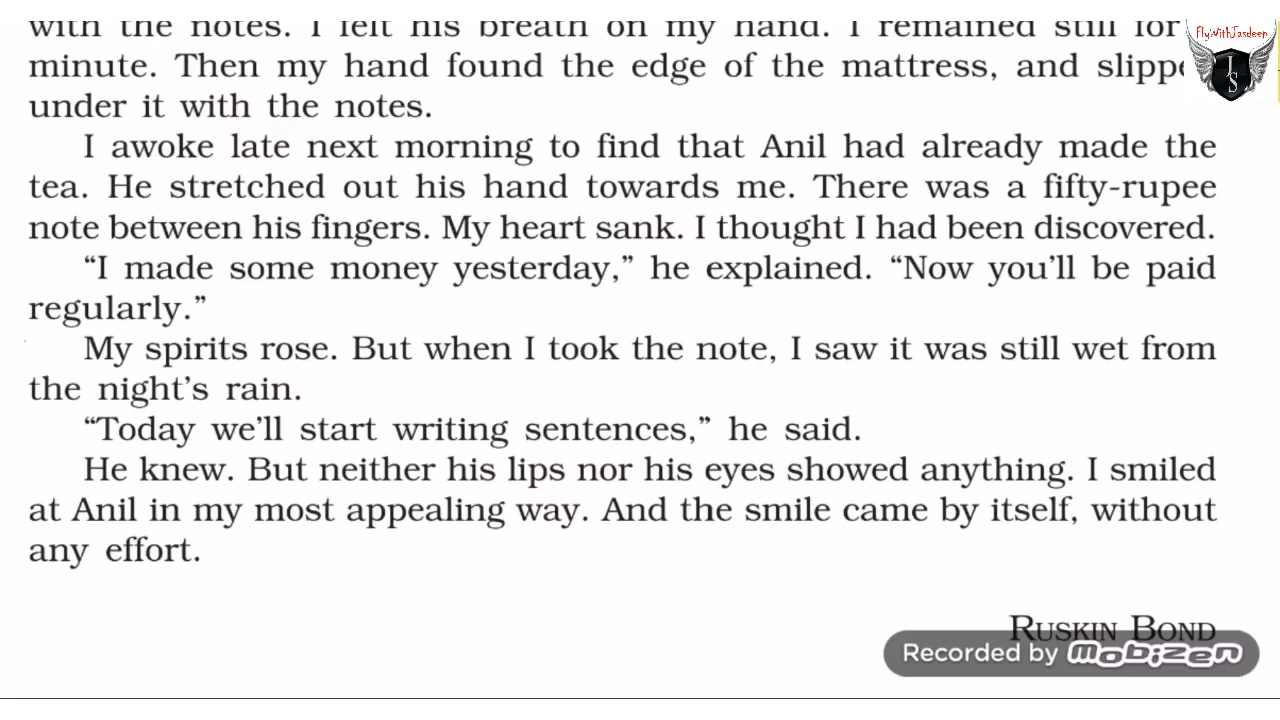 with the notes. I felt his breath on my hand. I remained still for
minute. Then my hand found the edge of the mattress, and
under it with the notes.
I awoke late next morning to find that Anil had already made the
tea. He stretched out his hand towards me. There was a fifty-rupee
note between his fingers. My heart sank. I thought I had been discovered.
“I made some money yesterday,” he explained. “Now you’ll be paid
regularly.”
My spirits rose. But when I took the note, I saw it was still wet from
the night’s rain.
“Today we’ll start writing sentences,” he said.
He knew. But neither his lips nor his eyes showed anything. I smiled
at Anil in my most appealing way. And the smile came by itself, without
any effort.
RUSKIN BOND
Recorded by mobizen
FlyWithJasdeep
JS